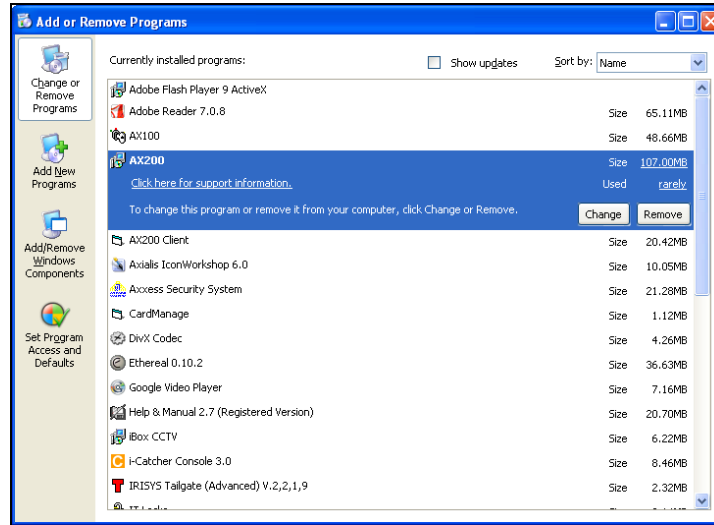 Add or Remove Programs
Change or
Remove
Programs
Add New
Programs
Add/Remove
Windows
Components
Set Program
Access and
Defaults
Currently installed programs:
Show updates
Sort by: Name
Adobe Flash Player 9 ActiveX
Adobe Reader 7.0.8 Size 65.11MB
AX100 Size 48.66MB
AX200 Size 107.00MB
Click here for support information. Used rarely
To change this program or remove it from your computer, click Change or Remove. Change Remove
AX200 Client Size 20.42MB
Axialis IconWorkshop 6.0 Size 10.05MB
Axxess Security System Size 21.28MB
CardManage Size 1.12MB
DivX Codec Size 4.26MB
Ethereal 0.10.2 Size 36.63MB
Google Video Player Size 7.16MB
Help & Manual 2.7 (Registered Version) Size 20.70MB
iBox CCTV Size 6.22MB
i-Catcher Console 3.0 Size 8.46MB
IRISYS Tailgate (Advanced) V.2,2,1,9 Size 2.32MB